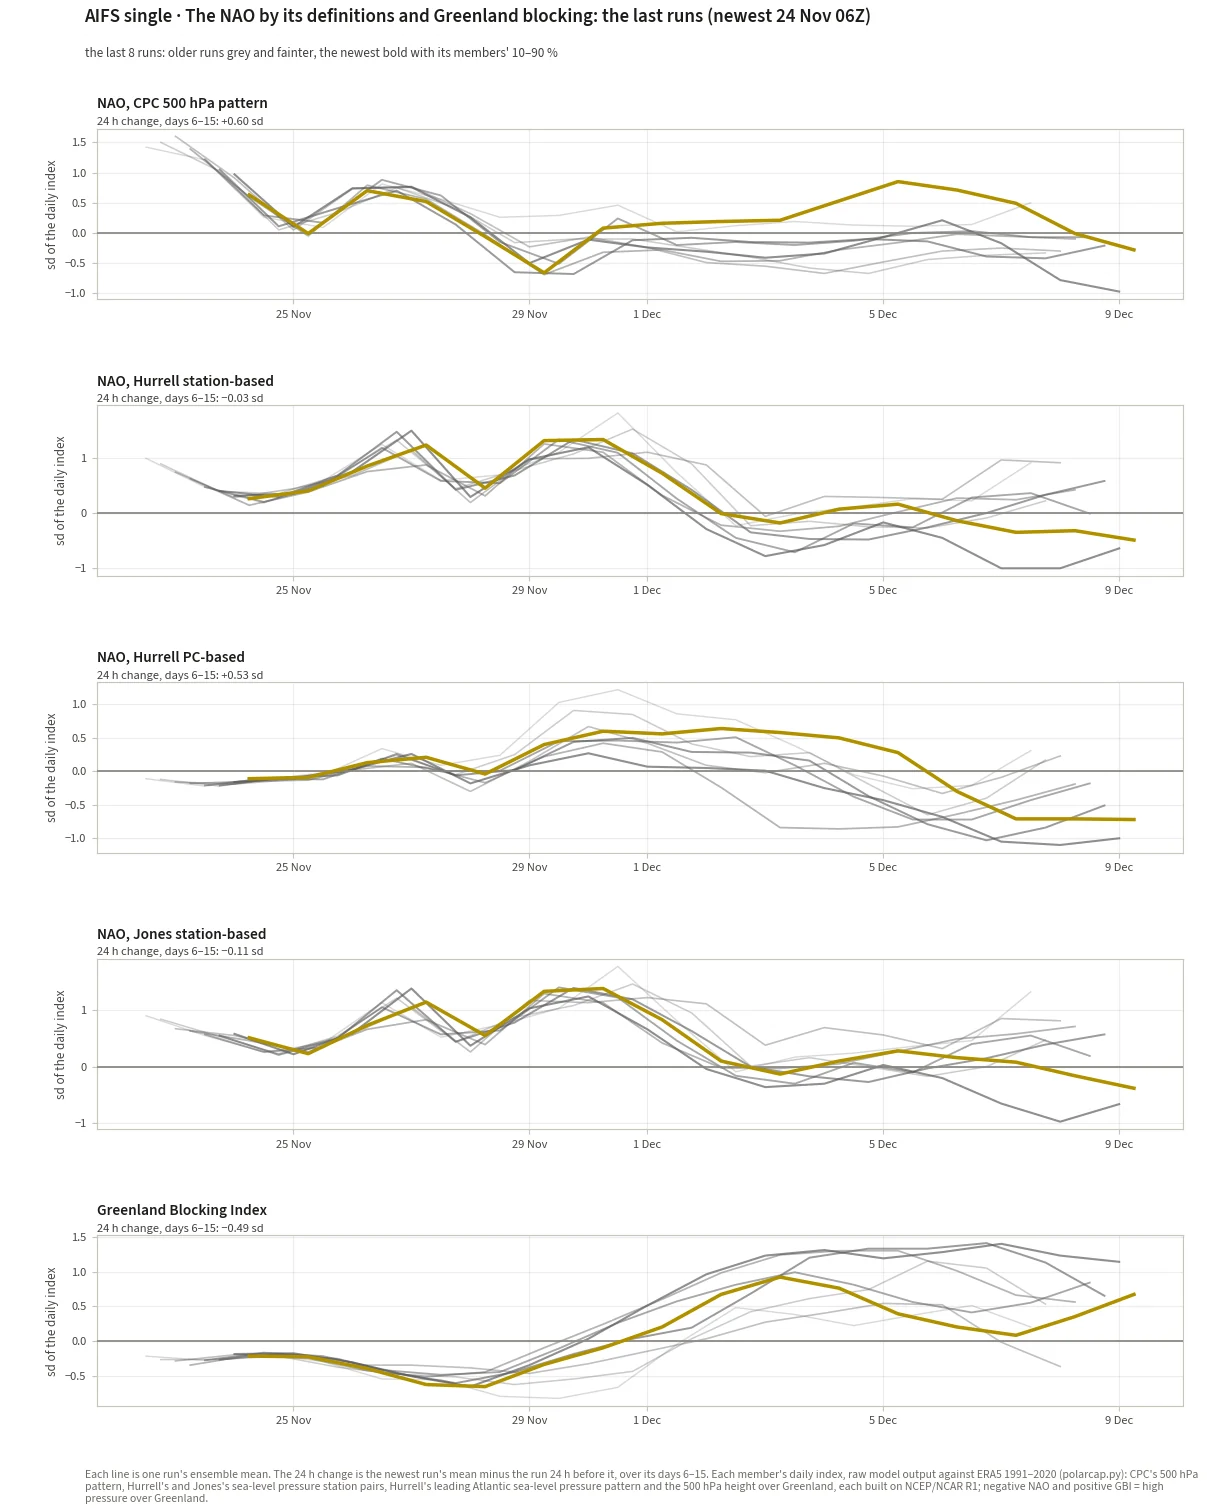 AIFS single · The NAO by its definitions and Greenland blocking: the last runs (newest 24 Nov 06Z)
the last 8 runs: older runs grey and fainter, the newest bold with its members' 10–90 %
NAO, CPC 500 hPa pattern
24 h change, days 6–15: +0.60 sd
sd of the daily index
1.5
1.0
0.5
0.0
−0.5
−1.0
25 Nov
29 Nov
1 Dec
5 Dec
9 Dec
NAO, Hurrell station-based
24 h change, days 6–15: −0.03 sd
sd of the daily index
1
0
−1
25 Nov
29 Nov
1 Dec
5 Dec
9 Dec
NAO, Hurrell PC-based
24 h change, days 6–15: +0.53 sd
sd of the daily index
1.0
0.5
0.0
−0.5
−1.0
25 Nov
29 Nov
1 Dec
5 Dec
9 Dec
NAO, Jones station-based
24 h change, days 6–15: −0.11 sd
sd of the daily index
1
0
−1
25 Nov
29 Nov
1 Dec
5 Dec
9 Dec
Greenland Blocking Index
24 h change, days 6–15: −0.49 sd
sd of the daily index
1.5
1.0
0.5
0.0
−0.5
25 Nov
29 Nov
1 Dec
5 Dec
9 Dec
Each line is one run's ensemble mean. The 24 h change is the newest run's mean minus the run 24 h before it, over its days 6–15. Each member's daily index, raw model output against ERA5 1991–2020 (polarcap.py): CPC's 500 hPa
pattern, Hurrell's and Jones's sea-level pressure station pairs, Hurrell's leading Atlantic sea-level pressure pattern and the 500 hPa height over Greenland, each built on NCEP/NCAR R1; negative NAO and positive GBI = high
pressure over Greenland.